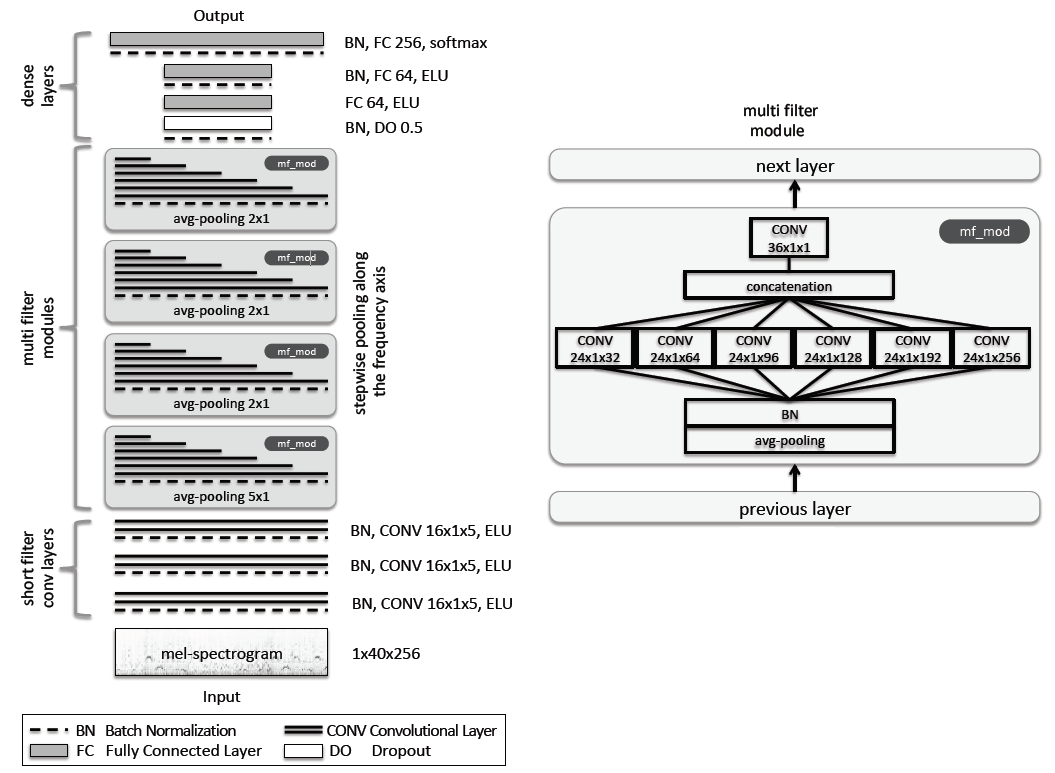 Output
BN, FC 256, softmax
BN, FC 64, ELU
FC 64, ELU
BN, DO 0.5
dense
layers
mf_mod
avg-pooling 2x1
mf_mod
avg-pooling 2x1
mf_mod
avg-pooling 2x1
mf_mod
avg-pooling 5x1
multi filter
modules
stepwise pooling along
the frequency axis
BN, CONV 16x1x5, ELU
BN, CONV 16x1x5, ELU
BN, CONV 16x1x5, ELU
short filter
conv layers
mel-spectrogram
1x40x256
Input
BN Batch Normalization
CONV Convolutional Layer
FC Fully Connected Layer
DO Dropout
multi filter
module
next layer
mf_mod
CONV
36x1x1
concatenation
CONV
24x1x32
CONV
24x1x64
CONV
24x1x96
CONV
24x1x128
CONV
24x1x192
CONV
24x1x256
BN
avg-pooling
previous layer